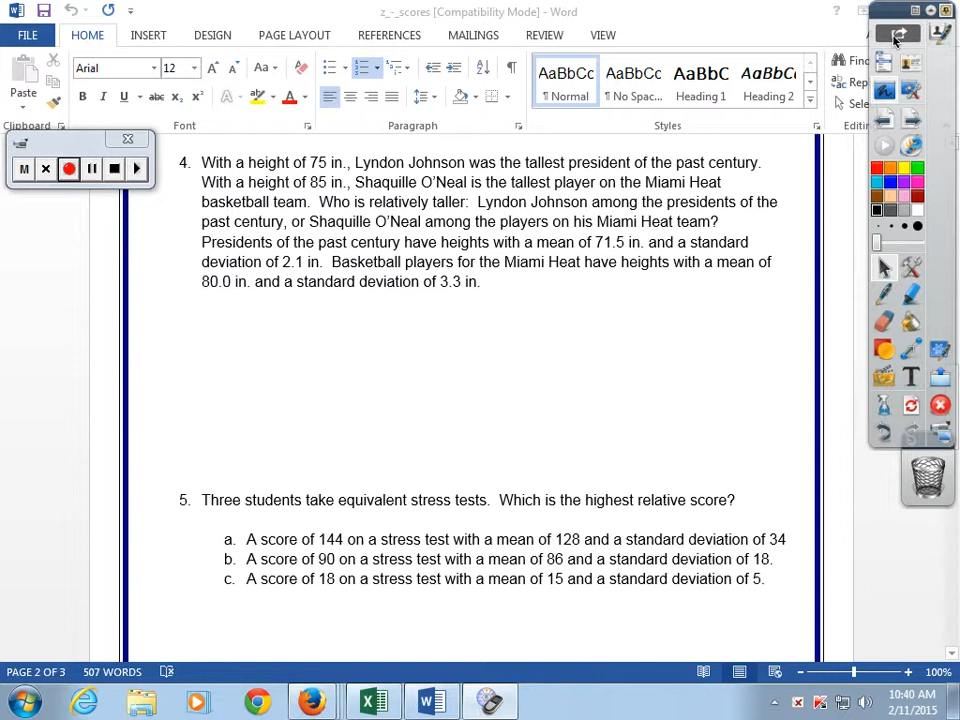 z_-_scores [Compatibility Mode] - Word
FILE HOME INSERT DESIGN PAGE LAYOUT REFERENCES MAILINGS REVIEW VIEW
Paste
Arial 12
AaBbCc AaBbCc AaBbC AaBbCc
¶ Normal ¶ No Spac... Heading 1 Heading 2
Clipboard Font Paragraph Styles
4. With a height of 75 in., Lyndon Johnson was the tallest president of the past century.
With a height of 85 in., Shaquille O’Neal is the tallest player on the Miami Heat
basketball team. Who is relatively taller: Lyndon Johnson among the presidents of the
past century, or Shaquille O’Neal among the players on his Miami Heat team?
Presidents of the past century have heights with a mean of 71.5 in. and a standard
deviation of 2.1 in. Basketball players for the Miami Heat have heights with a mean of
80.0 in. and a standard deviation of 3.3 in.
5. Three students take equivalent stress tests. Which is the highest relative score?
a. A score of 144 on a stress test with a mean of 128 and a standard deviation of 34
b. A score of 90 on a stress test with a mean of 86 and a standard deviation of 18.
c. A score of 18 on a stress test with a mean of 15 and a standard deviation of 5.
PAGE 2 OF 3 507 WORDS 100%
10:40 AM
2/11/2015